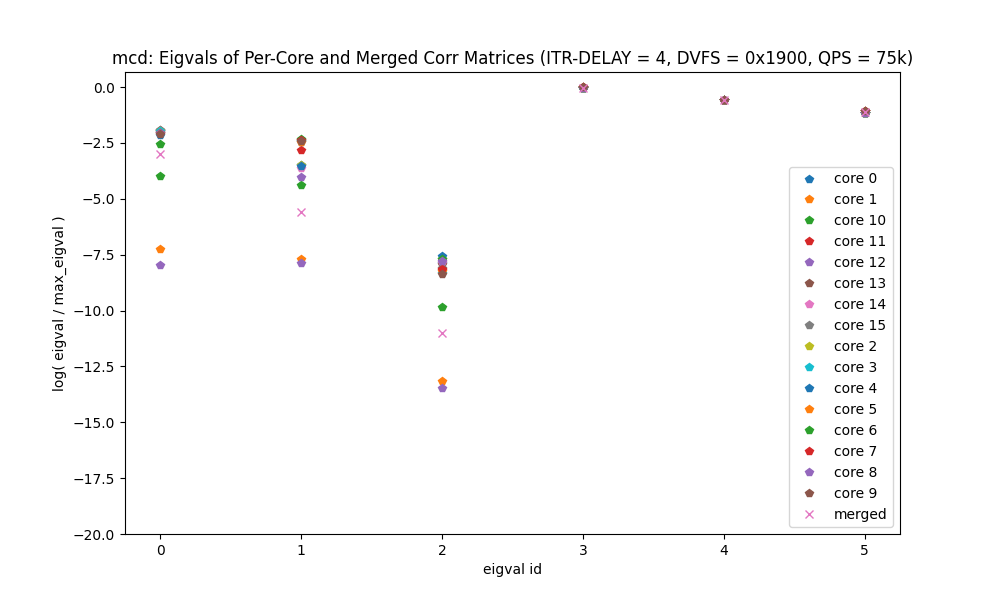 mcd: Eigvals of Per-Core and Merged Corr Matrices (ITR-DELAY = 4, DVFS = 0x1900, QPS = 75k)
log( eigval / max_eigval )
0.0
−2.5
−5.0
−7.5
−10.0
−12.5
−15.0
−17.5
−20.0
core 0
core 1
core 10
core 11
core 12
core 13
core 14
core 15
core 2
core 3
core 4
core 5
core 6
core 7
core 8
core 9
merged
0 1 2 3 4 5
eigval id